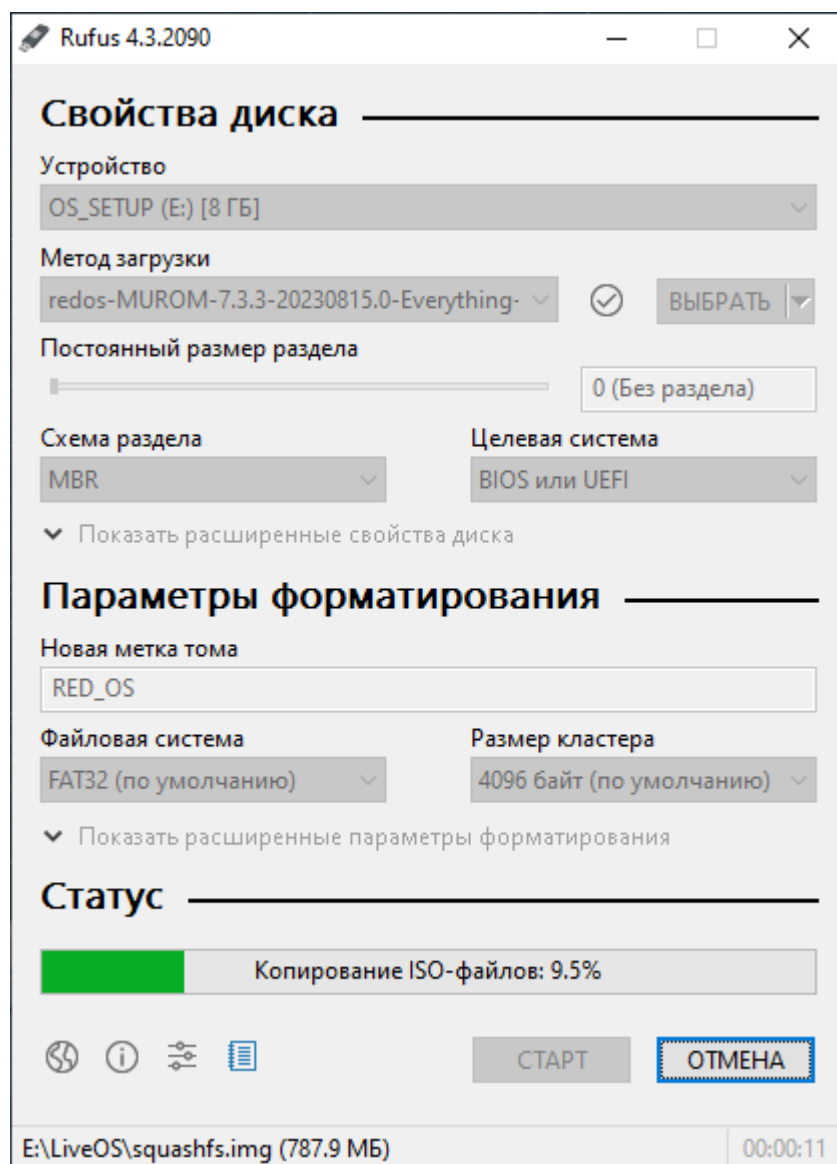 Rufus 4.3.2090
Свойства диска
Устройство
OS_SETUP (E:) [8 ГБ]
Метод загрузки
redos-MUROM-7.3.3-20230815.0-Everything-
ВЫБРАТЬ
Постоянный размер раздела
0 (Без раздела)
Схема раздела
Целевая система
MBR
BIOS или UEFI
Показать расширенные свойства диска
Параметры форматирования
Новая метка тома
RED_OS
Файловая система
Размер кластера
FAT32 (по умолчанию)
4096 байт (по умолчанию)
Показать расширенные параметры форматирования
Статус
Копирование ISO-файлов: 9.5%
СТАРТ
ОТМЕНА
E:\LiveOS\squashfs.img (787.9 МБ)
00:00:11